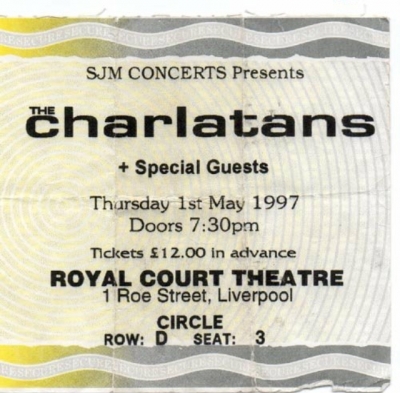 SJM CONCERTS Presents
THE
charlatans
+ Special Guests
Thursday 1st May 1997
Doors 7:30pm
Tickets £12.00 in advance
ROYAL COURT THEATRE
1 Roe Street, Liverpool
CIRCLE
ROW: D SEAT: 3